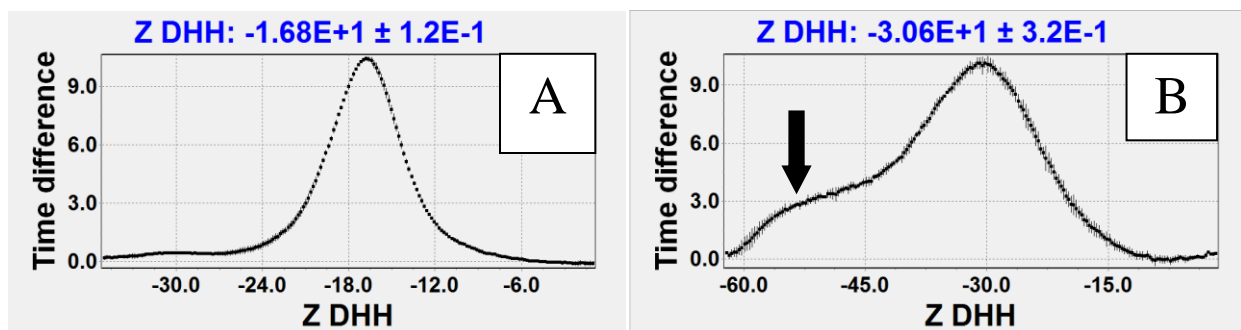 Z DHH: -1.68E+1 ± 1.2E-1
A
Time difference
9.0
6.0
3.0
0.0
-30.0 -24.0 -18.0 -12.0 -6.0
Z DHH
Z DHH: -3.06E+1 ± 3.2E-1
B
Time difference
9.0
6.0
3.0
0.0
-60.0 -45.0 -30.0 -15.0
Z DHH